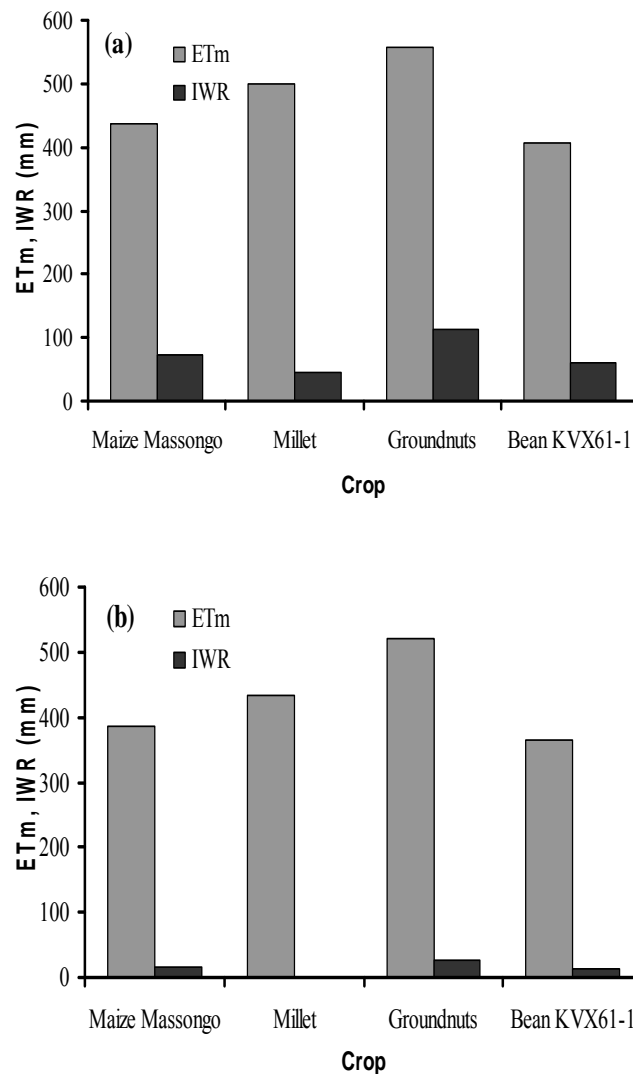 600
(a)
ETm
500
IWR
400
300
200
100
0
ETm, IWR (mm)
Maize Massongo Millet Groundnuts Bean KVX61-1
Crop
600
(b)
ETm
500
IWR
400
300
200
100
0
ETm, IWR (mm)
Maize Massongo Millet Groundnuts Bean KVX61-1
Crop